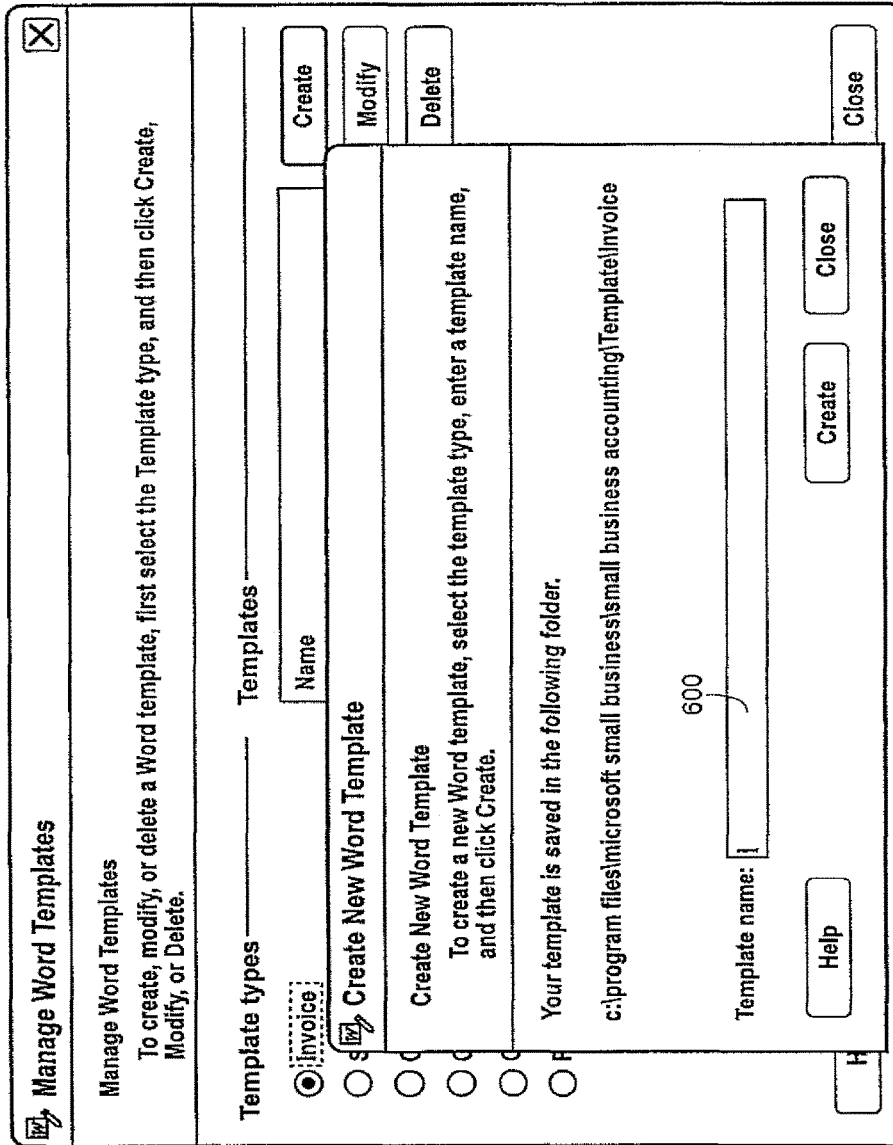 Manage Word Templates
Manage Word Templates
To create, modify, or delete a Word template, first select the Template type, and then click Create,
Modify, or Delete.
Template types
Templates
Invoice
Name
Create
Modify
Delete
Create New Word Template
Create New Word Template
To create a new Word template, select the template type, enter a template name,
and then click Create.
Your template is saved in the following folder.
c:\program files\microsoft small business\small business accounting\Template\Invoice
600
Template name:
Help
Create
Close
Close